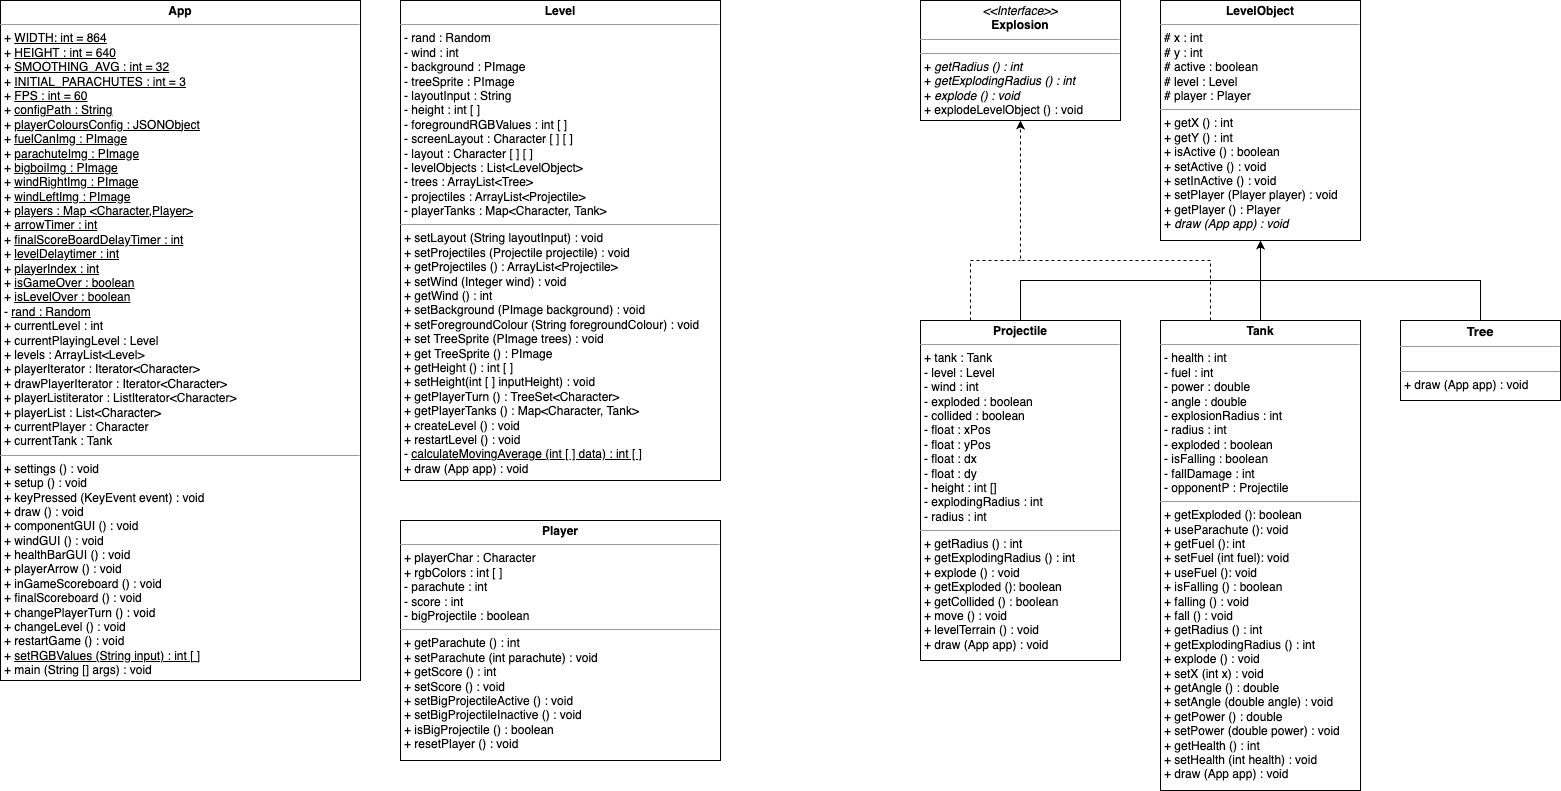 App
+ WIDTH: int = 864
+ HEIGHT : int = 640
+ SMOOTHING_AVG : int = 32
+ INITIAL_PARACHUTES : int = 3
+ FPS : int = 60
+ configPath : String
+ playerColoursConfig : JSONObject
+ fuelCanImg : PImage
+ parachuteImg : PImage
+ bigboiImg : PImage
+ windRightImg : PImage
+ windLeftImg : PImage
+ players : Map <Character,Player>
+ arrowTimer : int
+ finalScoreBoardDelayTimer : int
+ levelDelaytimer : int
+ playerIndex : int
+ isGameOver : boolean
+ isLevelOver : boolean
- rand : Random
+ currentLevel : int
+ currentPlayingLevel : Level
+ levels : ArrayList<Level>
+ playerIterator : Iterator<Character>
+ drawPlayerIterator : Iterator<Character>
+ playerListiterator : ListIterator<Character>
+ playerList : List<Character>
+ currentPlayer : Character
+ currentTank : Tank
+ settings () : void
+ setup () : void
+ keyPressed (KeyEvent event) : void
+ draw () : void
+ componentGUI () : void
+ windGUI () : void
+ healthBarGUI () : void
+ playerArrow () : void
+ inGameScoreboard () : void
+ finalScoreboard () : void
+ changePlayerTurn () : void
+ changeLevel () : void
+ restartGame () : void
+ setRGBValues (String input) : int [ ]
+ main (String [] args) : void
Level
- rand : Random
- wind : int
- background : PImage
- treeSprite : PImage
- layoutInput : String
- height : int [ ]
- foregroundRGBValues : int [ ]
- screenLayout : Character [ ] [ ]
- layout : Character [ ] [ ]
- levelObjects : List<LevelObject>
- trees : ArrayList<Tree>
- projectiles : ArrayList<Projectile>
- playerTanks : Map<Character, Tank>
+ setLayout (String layoutInput) : void
+ setProjectiles (Projectile projectile) : void
+ getProjectiles () : ArrayList<Projectile>
+ setWind (Integer wind) : void
+ getWind () : int
+ setBackground (PImage background) : void
+ setForegroundColour (String foregroundColour) : void
+ set TreeSprite (PImage trees) : void
+ get TreeSprite () : PImage
+ getHeight () : int [ ]
+ setHeight(int [ ] inputHeight) : void
+ getPlayerTurn () : TreeSet<Character>
+ getPlayerTanks () : Map<Character, Tank>
+ createLevel () : void
+ restartLevel () : void
- calculateMovingAverage (int [ ] data) : int [ ]
+ draw (App app) : void
Player
+ playerChar : Character
+ rgbColors : int [ ]
- parachute : int
- score : int
- bigProjectile : boolean
+ getParachute () : int
+ setParachute (int parachute) : void
+ getScore () : int
+ setScore () : void
+ setBigProjectileActive () : void
+ setBigProjectileInactive () : void
+ isBigProjectile () : boolean
+ resetPlayer () : void
<<Interface>>
Explosion
+ getRadius () : int
+ getExplodingRadius () : int
+ explode () : void
+ explodeLevelObject () : void
LevelObject
# x : int
# y : int
# active : boolean
# level : Level
# player : Player
+ getX () : int
+ getY () : int
+ isActive () : boolean
+ setActive () : void
+ setInActive () : void
+ setPlayer (Player player) : void
+ getPlayer () : Player
+ draw (App app) : void
Projectile
+ tank : Tank
- level : Level
- wind : int
- exploded : boolean
- collided : boolean
- float : xPos
- float : yPos
- float : dx
- float : dy
- height : int []
- explodingRadius : int
- radius : int
+ getRadius () : int
+ getExplodingRadius () : int
+ explode () : void
+ getExploded (): boolean
+ getCollided () : boolean
+ move () : void
+ levelTerrain () : void
+ draw (App app) : void
Tank
- health : int
- fuel : int
- power : double
- angle : double
- explosionRadius : int
- radius : int
- exploded : boolean
- isFalling : boolean
- fallDamage : int
- opponentP : Projectile
+ getExploded (): boolean
+ useParachute (): void
+ getFuel (): int
+ setFuel (int fuel): void
+ useFuel(): void
+ isFalling () : boolean
+ falling () : void
+ fall () : void
+ getRadius () : int
+ getExplodingRadius () : int
+ explode () : void
+ setX (int x) : void
+ getAngle () : double
+ setAngle (double angle) : void
+ getPower () : double
+ setPower (double power) : void
+ getHealth () : int
+ setHealth (int health) : void
+ draw (App app) : void
Tree
+ draw (App app) : void